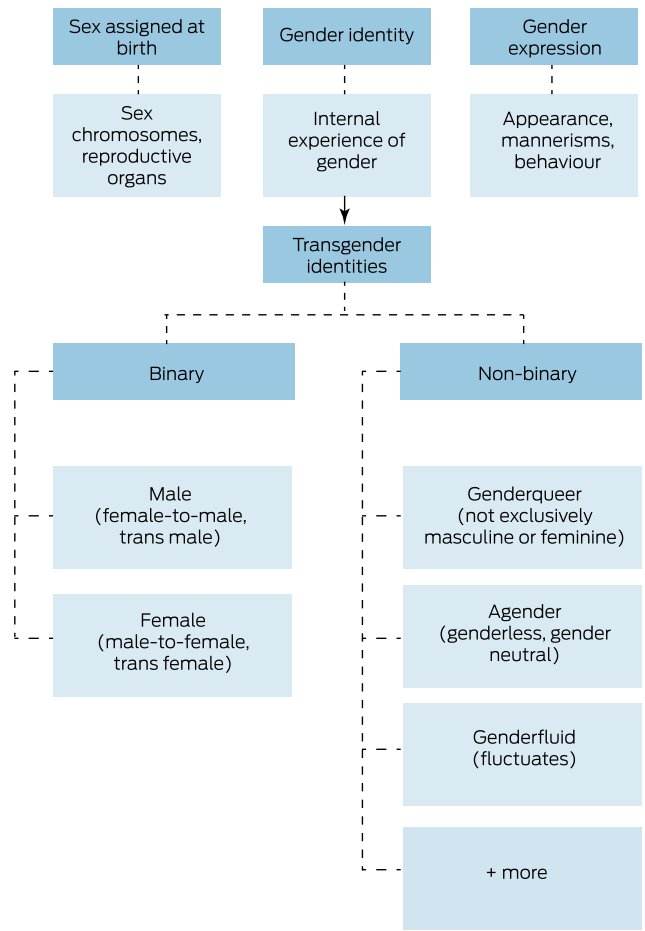 Sex assigned at
birth
Gender identity
Gender
expression
Sex
chromosomes,
reproductive
organs
Internal
experience of
gender
Appearance,
mannerisms,
behaviour
Transgender
identities
Binary
Non-binary
Male
(female-to-male,
trans male)
Female
(male-to-female,
trans female)
Genderqueer
(not exclusively
masculine or feminine)
Agender
(genderless, gender
neutral)
Genderfluid
(fluctuates)
+ more